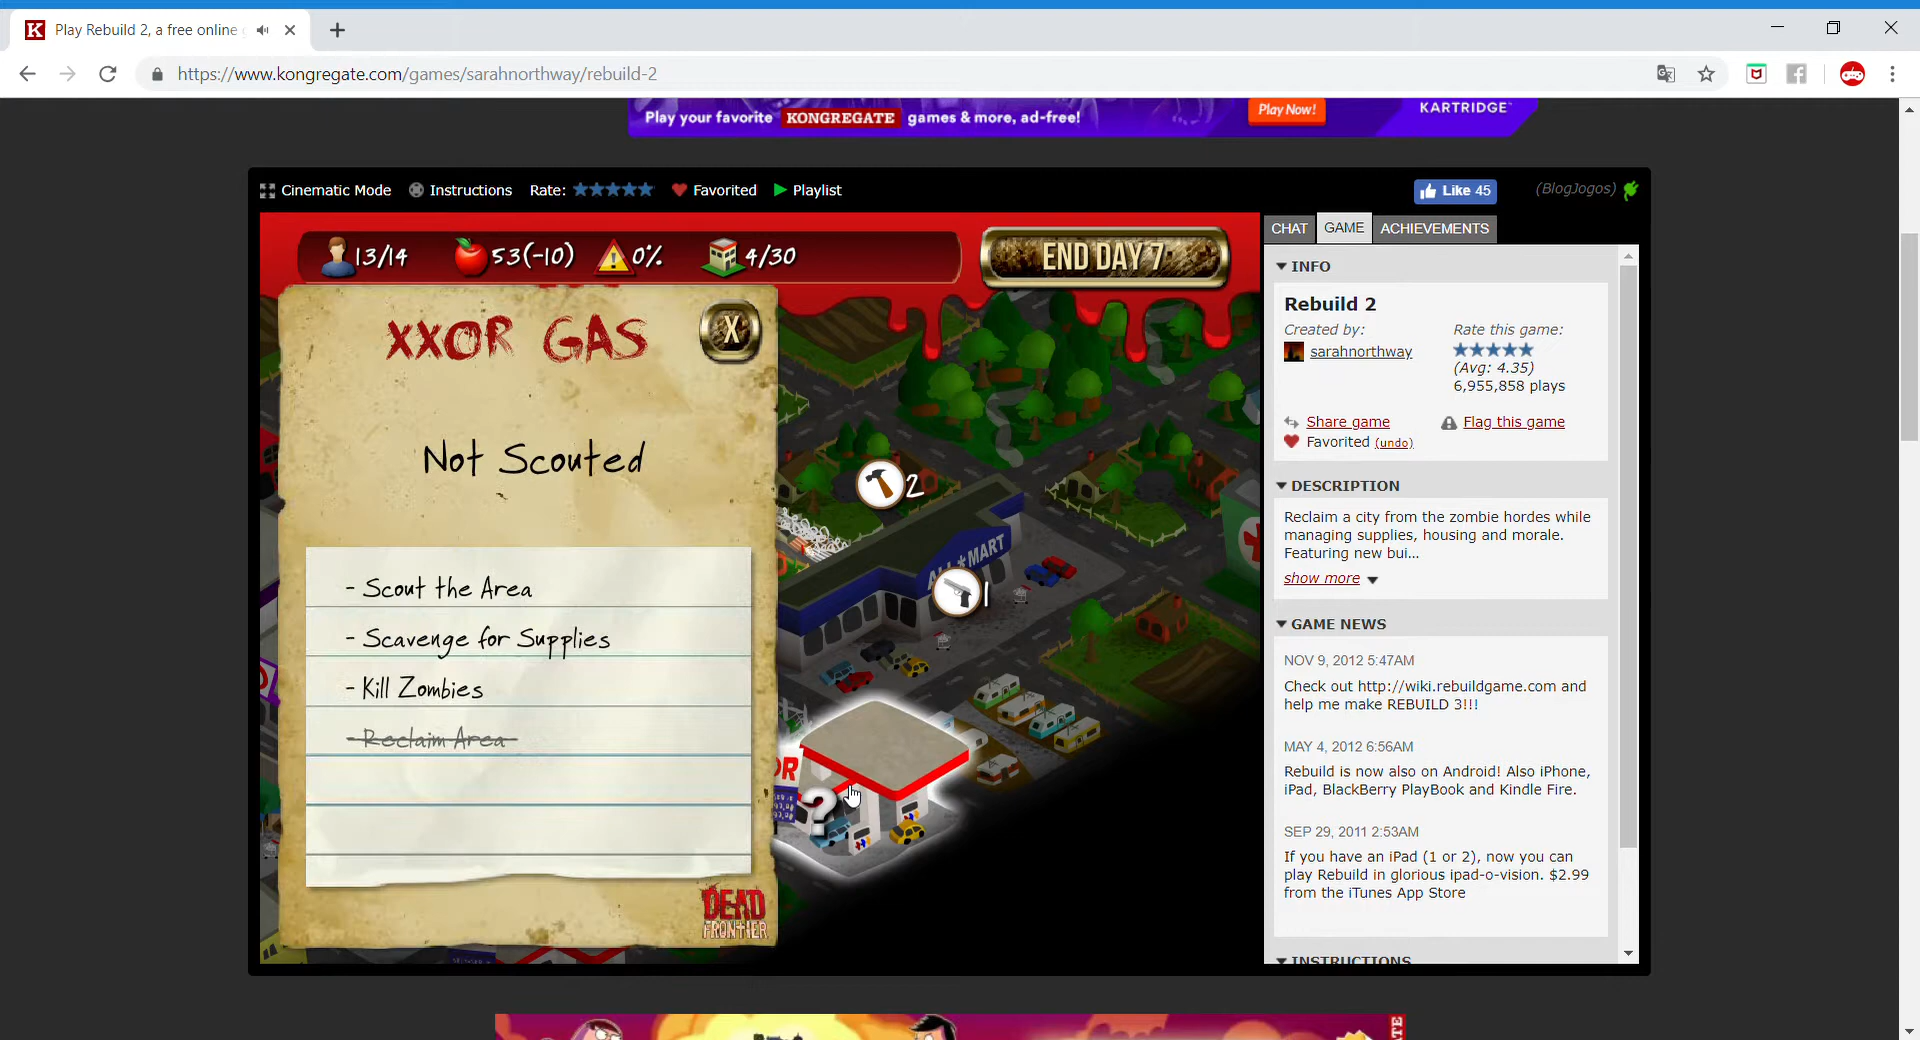 Play Rebuild 2, a free online
https://www.kongregate.com/games/sarahnorthway/rebuild-2
Play your favorite KONGREGATE games & more, ad-free!
Play Now!
KARTRIDGE
Cinematic Mode
Instructions
Rate:
Favorited
Playlist
Like 45
(BlogJogos)
13/14
53(-10)
0%
4/30
END DAY 7
XXOR GAS
X
Not Scouted
- Scout the Area
- Scavenge for Supplies
- Kill Zombies
- Reclaim Area
DEAD
FRONTIER
2
ALL*MART
1
?
CHAT
GAME
ACHIEVEMENTS
INFO
Rebuild 2
Created by:
sarahnorthway
Rate this game:
(Avg: 4.35)
6,955,858 plays
Share game
Flag this game
Favorited (undo)
DESCRIPTION
Reclaim a city from the zombie hordes while
managing supplies, housing and morale.
Featuring new bui...
show more
GAME NEWS
NOV 9, 2012 5:47AM
Check out http://wiki.rebuildgame.com and
help me make REBUILD 3!!!
MAY 4, 2012 6:56AM
Rebuild is now also on Android! Also iPhone,
iPad, BlackBerry PlayBook and Kindle Fire.
SEP 29, 2011 2:53AM
If you have an iPad (1 or 2), now you can
play Rebuild in glorious ipad-o-vision. $2.99
from the iTunes App Store
INSTRUCTIONS